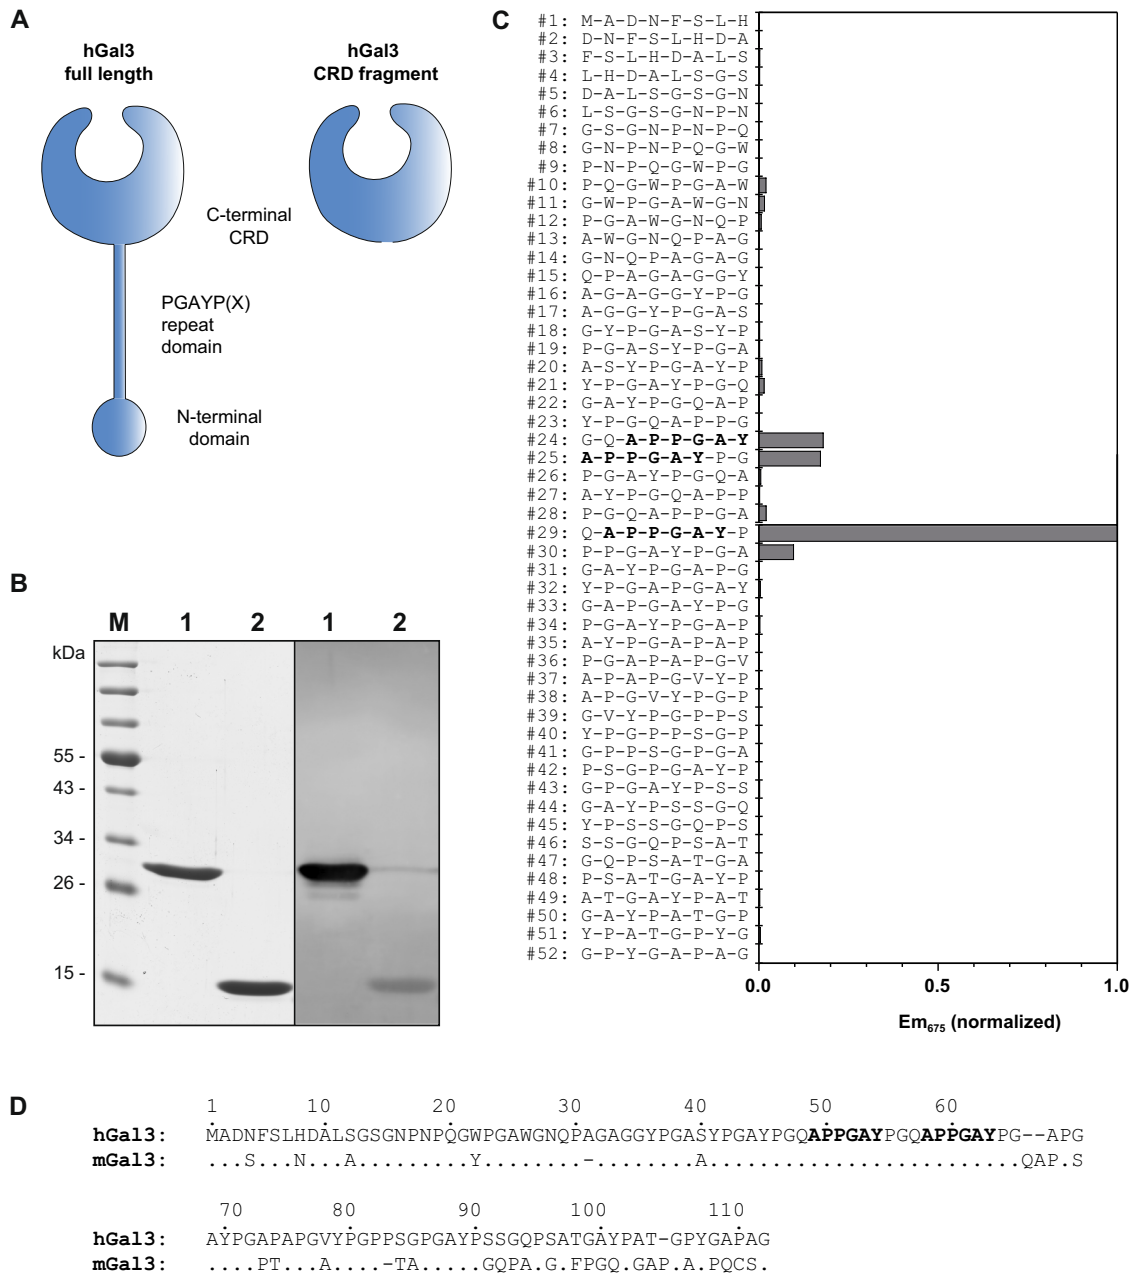 A
hGal3
full length
hGal3
CRD fragment
C-terminal
CRD
PGAYP(X)
repeat
domain
N-terminal
domain
B
M 1 2 1 2
kDa
55 -
43 -
34 -
26 -
15 -
C
#1: M-A-D-N-F-S-L-H
#2: D-N-F-S-L-H-D-A
#3: F-S-L-H-D-A-L-S
#4: L-H-D-A-L-S-G-S
#5: D-A-L-S-G-S-G-N
#6: L-S-G-S-G-N-P-N
#7: G-S-G-N-P-N-P-Q
#8: G-N-P-N-P-Q-G-W
#9: P-N-P-Q-G-W-P-G
#10: P-Q-G-W-P-G-A-W
#11: G-W-P-G-A-W-G-N
#12: P-G-A-W-G-N-Q-P
#13: A-W-G-N-Q-P-A-G
#14: G-N-Q-P-A-G-A-G
#15: Q-P-A-G-A-G-G-Y
#16: A-G-A-G-G-Y-P-G
#17: A-G-G-Y-P-G-A-S
#18: G-Y-P-G-A-S-Y-P
#19: P-G-A-S-Y-P-G-A
#20: A-S-Y-P-G-A-Y-P
#21: Y-P-G-A-Y-P-G-Q
#22: G-A-Y-P-G-Q-A-P
#23: Y-P-G-Q-A-P-P-G
#24: G-Q-A-P-P-G-A-Y
#25: A-P-P-G-A-Y-P-G
#26: P-G-A-Y-P-G-Q-A
#27: A-Y-P-G-Q-A-P-P
#28: P-G-Q-A-P-P-G-A
#29: Q-A-P-P-G-A-Y-P
#30: P-P-G-A-Y-P-G-A
#31: G-A-Y-P-G-A-P-G
#32: Y-P-G-A-P-G-A-Y
#33: G-A-P-G-A-Y-P-G
#34: P-G-A-Y-P-G-A-P
#35: A-Y-P-G-A-P-A-P
#36: P-G-A-P-A-P-G-V
#37: A-P-A-P-G-V-Y-P
#38: A-P-G-V-Y-P-G-P
#39: G-V-Y-P-G-P-P-S
#40: Y-P-G-P-P-S-G-P
#41: G-P-P-S-G-P-G-A
#42: P-S-G-P-G-A-Y-P
#43: G-P-G-A-Y-P-S-S
#44: G-A-Y-P-S-S-G-Q
#45: Y-P-S-S-G-Q-P-S
#46: S-S-G-Q-P-S-A-T
#47: G-Q-P-S-A-T-G-A
#48: P-S-A-T-G-A-Y-P
#49: A-T-G-A-Y-P-A-T
#50: G-A-Y-P-A-T-G-P
#51: Y-P-A-T-G-P-Y-G
#52: G-P-Y-G-A-P-A-G
0.0 0.5 1.0
Em675 (normalized)
D
1 10 20 30 40 50 60
hGal3: MADNFSLHDALSGSGNPNPQGWPGAWGNQPAGAGGYPGASYPGAYPGQAPPGAYPGQAPPGAYPG--APG
mGal3: ...S...N...A.........W........-........A.........................QAP.S
70 80 90 100 110
hGal3: AYPGAPAPGVYPGPPSGPGAYPSSGQPSATGAYPAT-GPYGAPAG
mGal3: ....PT...A....-TA.....GQPA.G.FPGQ.GAP.A.PQCS.